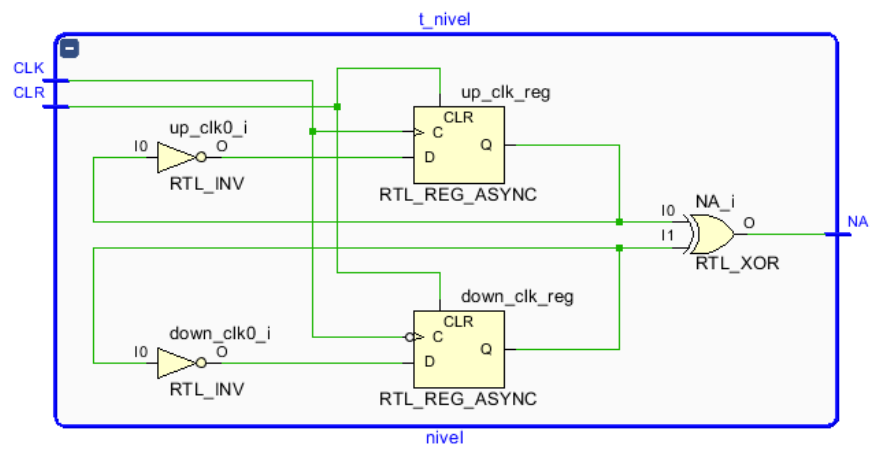 t_nivel
CLK
CLR
up_clk_reg
CLR
up_clk0_i
C
I0
O
Q
D
RTL_INV
RTL_REG_ASYNC
NA_i
I0
O
NA
I1
RTL_XOR
down_clk_reg
CLR
down_clk0_i
C
I0
O
Q
D
RTL_INV
RTL_REG_ASYNC
nivel